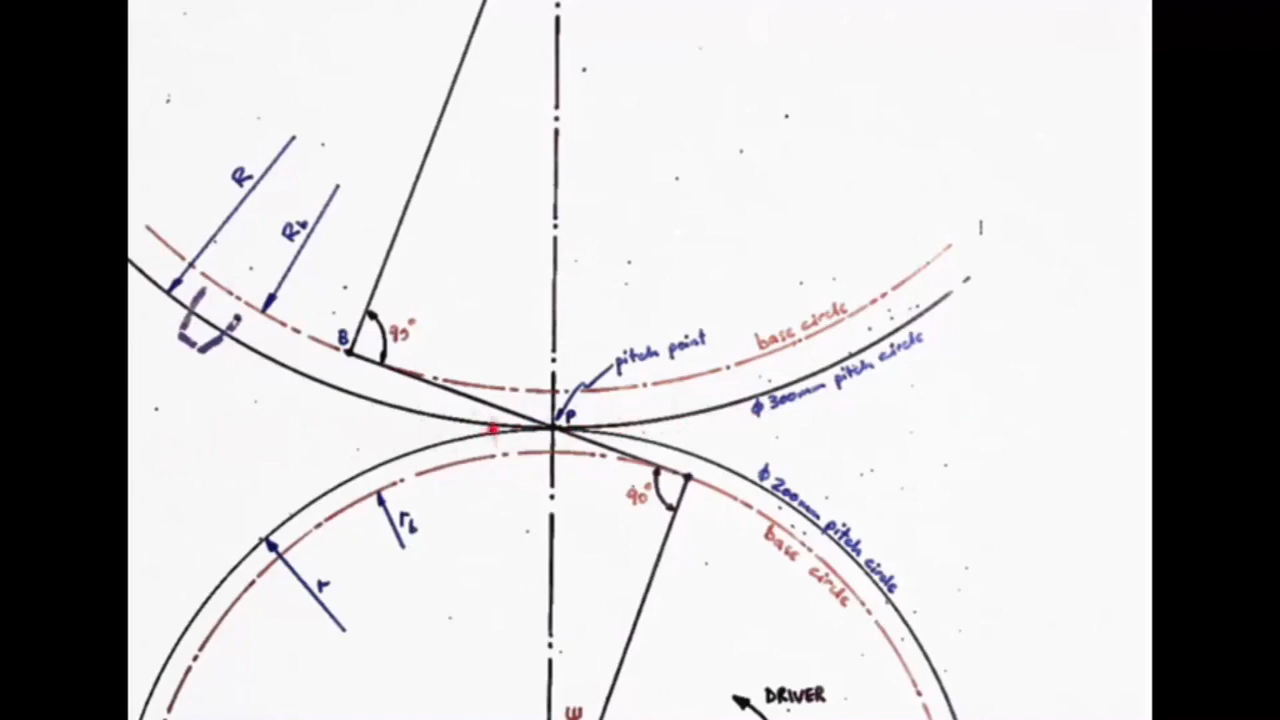 R
Rb
B
90°
pitch point
P
base circle
ϕ 300mm pitch circle
90°
ϕ 200mm pitch circle
base circle
rb
r
DRIVER